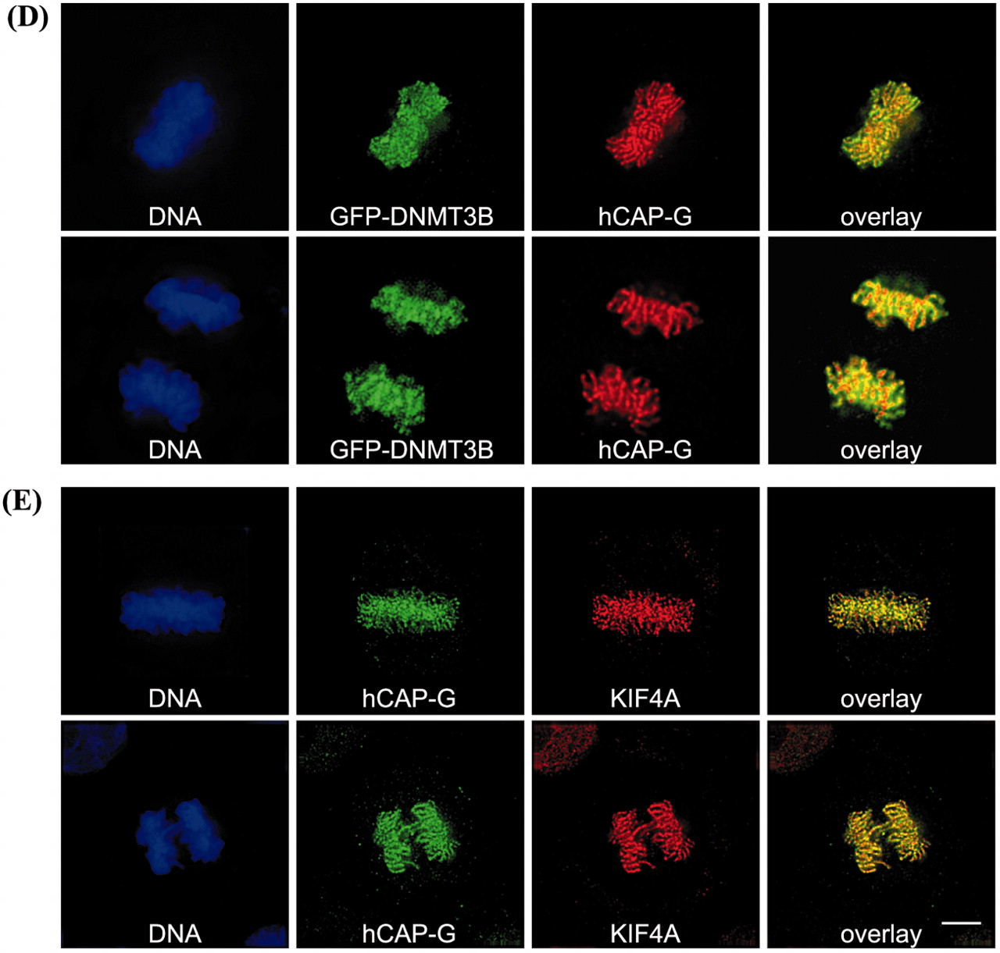 (D)
DNA GFP-DNMT3B hCAP-G overlay
DNA GFP-DNMT3B hCAP-G overlay
(E)
DNA hCAP-G KIF4A overlay
DNA hCAP-G KIF4A overlay